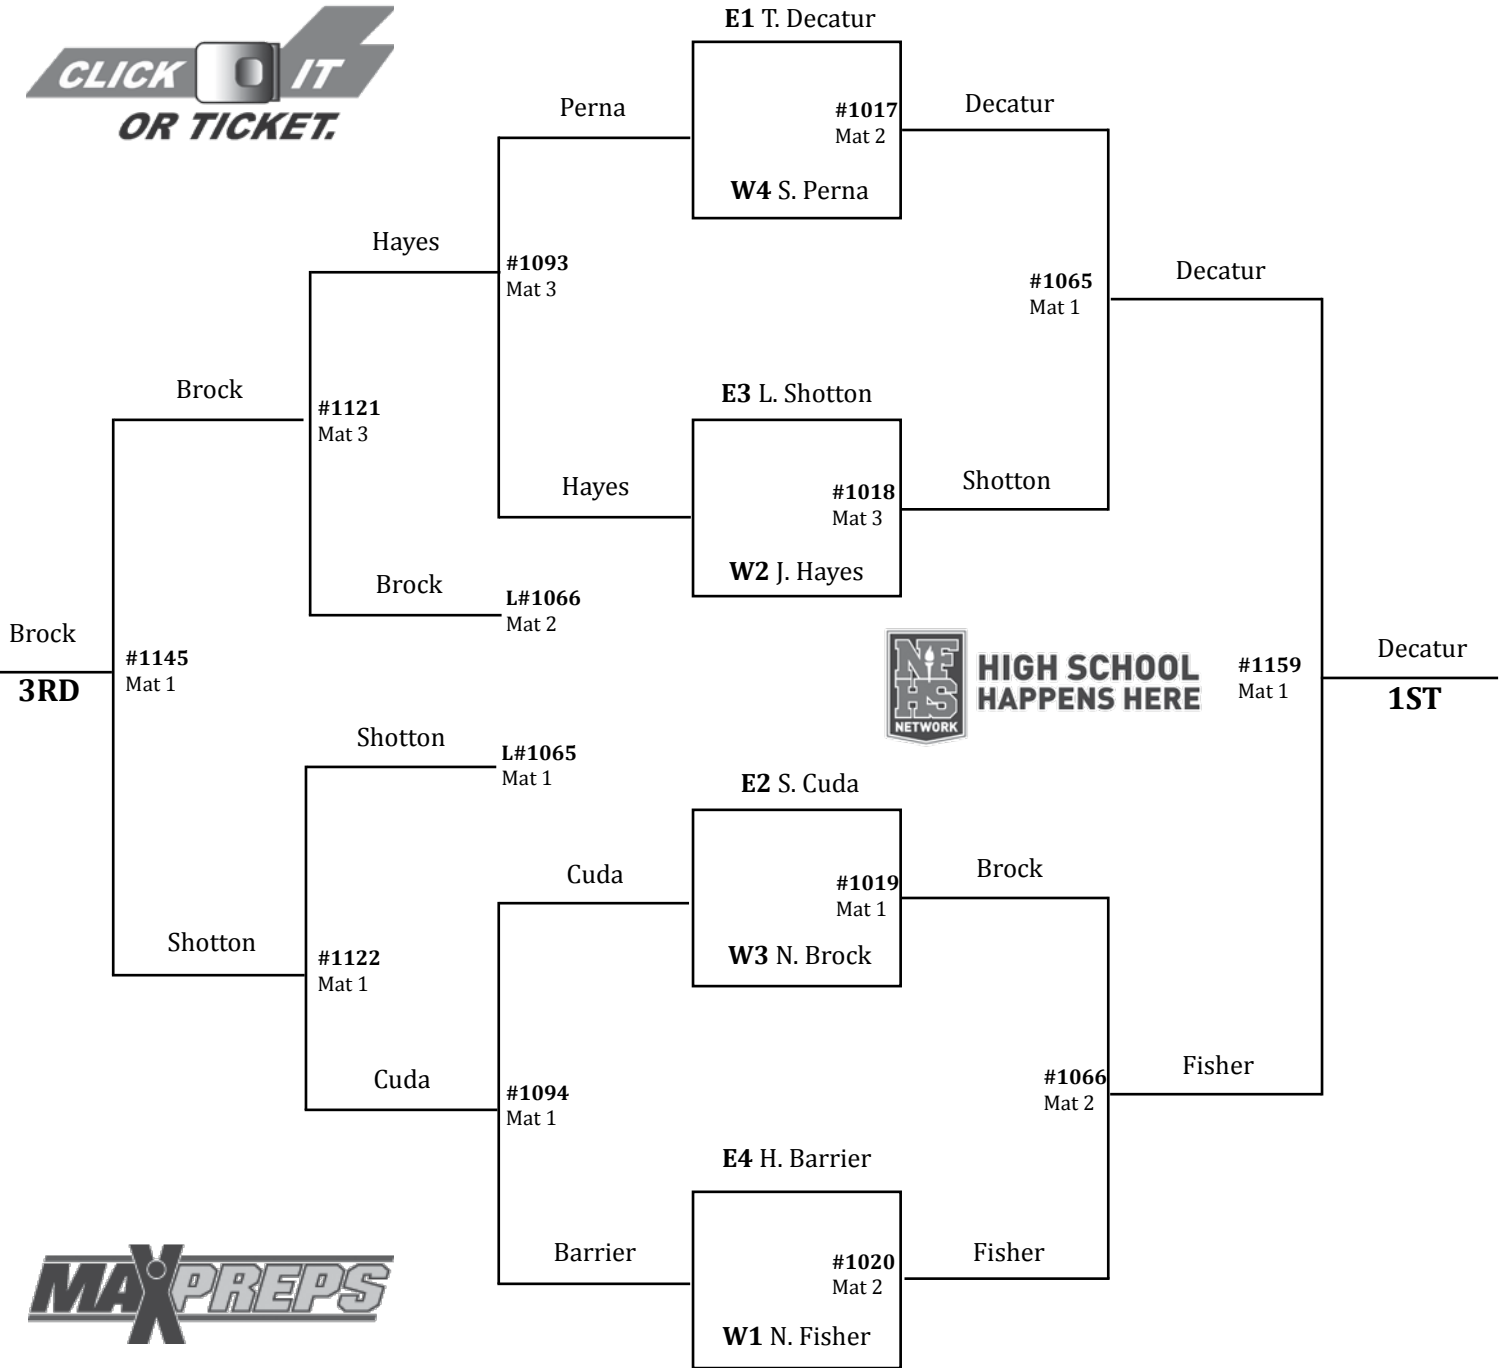 E1 T. Decatur
CLICK IT
OR TICKET.
Perna
#1017
Mat 2
Decatur
W4 S. Perna
Hayes
#1093
Mat 3
#1065
Mat 1
Decatur
Brock
#1121
Mat 3
E3 L. Shotton
Hayes
#1018
Mat 3
Shotton
W2 J. Hayes
Brock
L#1066
Mat 2
Brock
3RD
#1145
Mat 1
NF
HS
NETWORK
HIGH SCHOOL
HAPPENS HERE
#1159
Mat 1
Decatur
1ST
Shotton
L#1065
Mat 1
E2 S. Cuda
Cuda
#1019
Mat 1
Brock
W3 N. Brock
Shotton
#1122
Mat 1
Cuda
#1094
Mat 1
#1066
Mat 2
Fisher
E4 H. Barrier
Barrier
#1020
Mat 2
Fisher
W1 N. Fisher
MAXPREPS